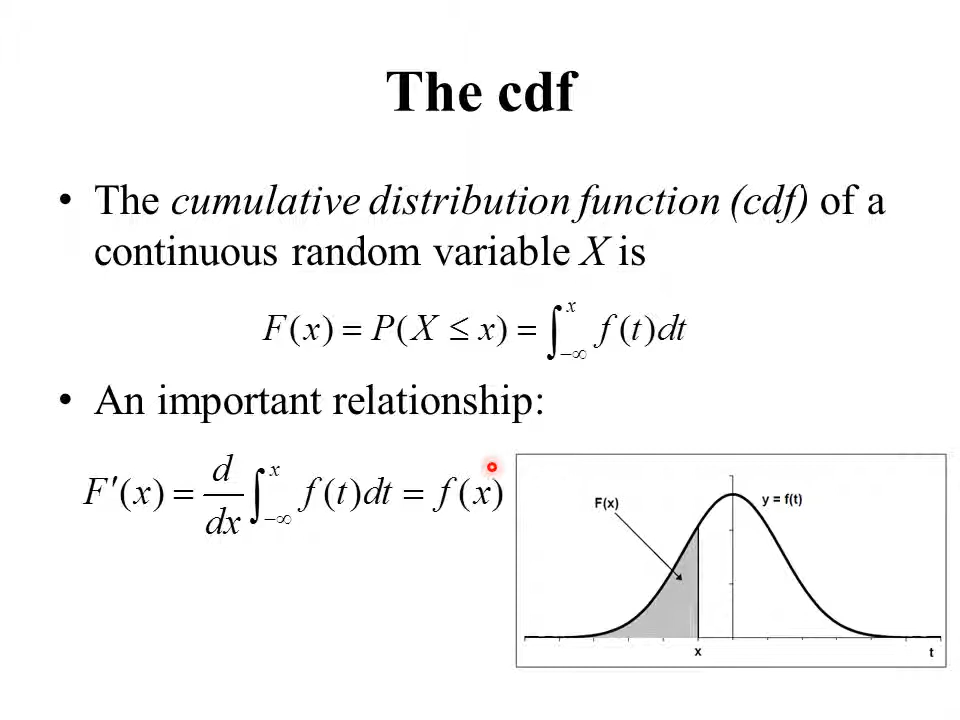 The cdf
• The cumulative distribution function (cdf) of a
continuous random variable X is
F(x) = P(X ≤ x) = ∫_{−∞}^{x} f(t)dt
• An important relationship:
F′(x) = d/dx ∫_{−∞}^{x} f(t)dt = f(x)
F(x)
y = f(t)
x
t